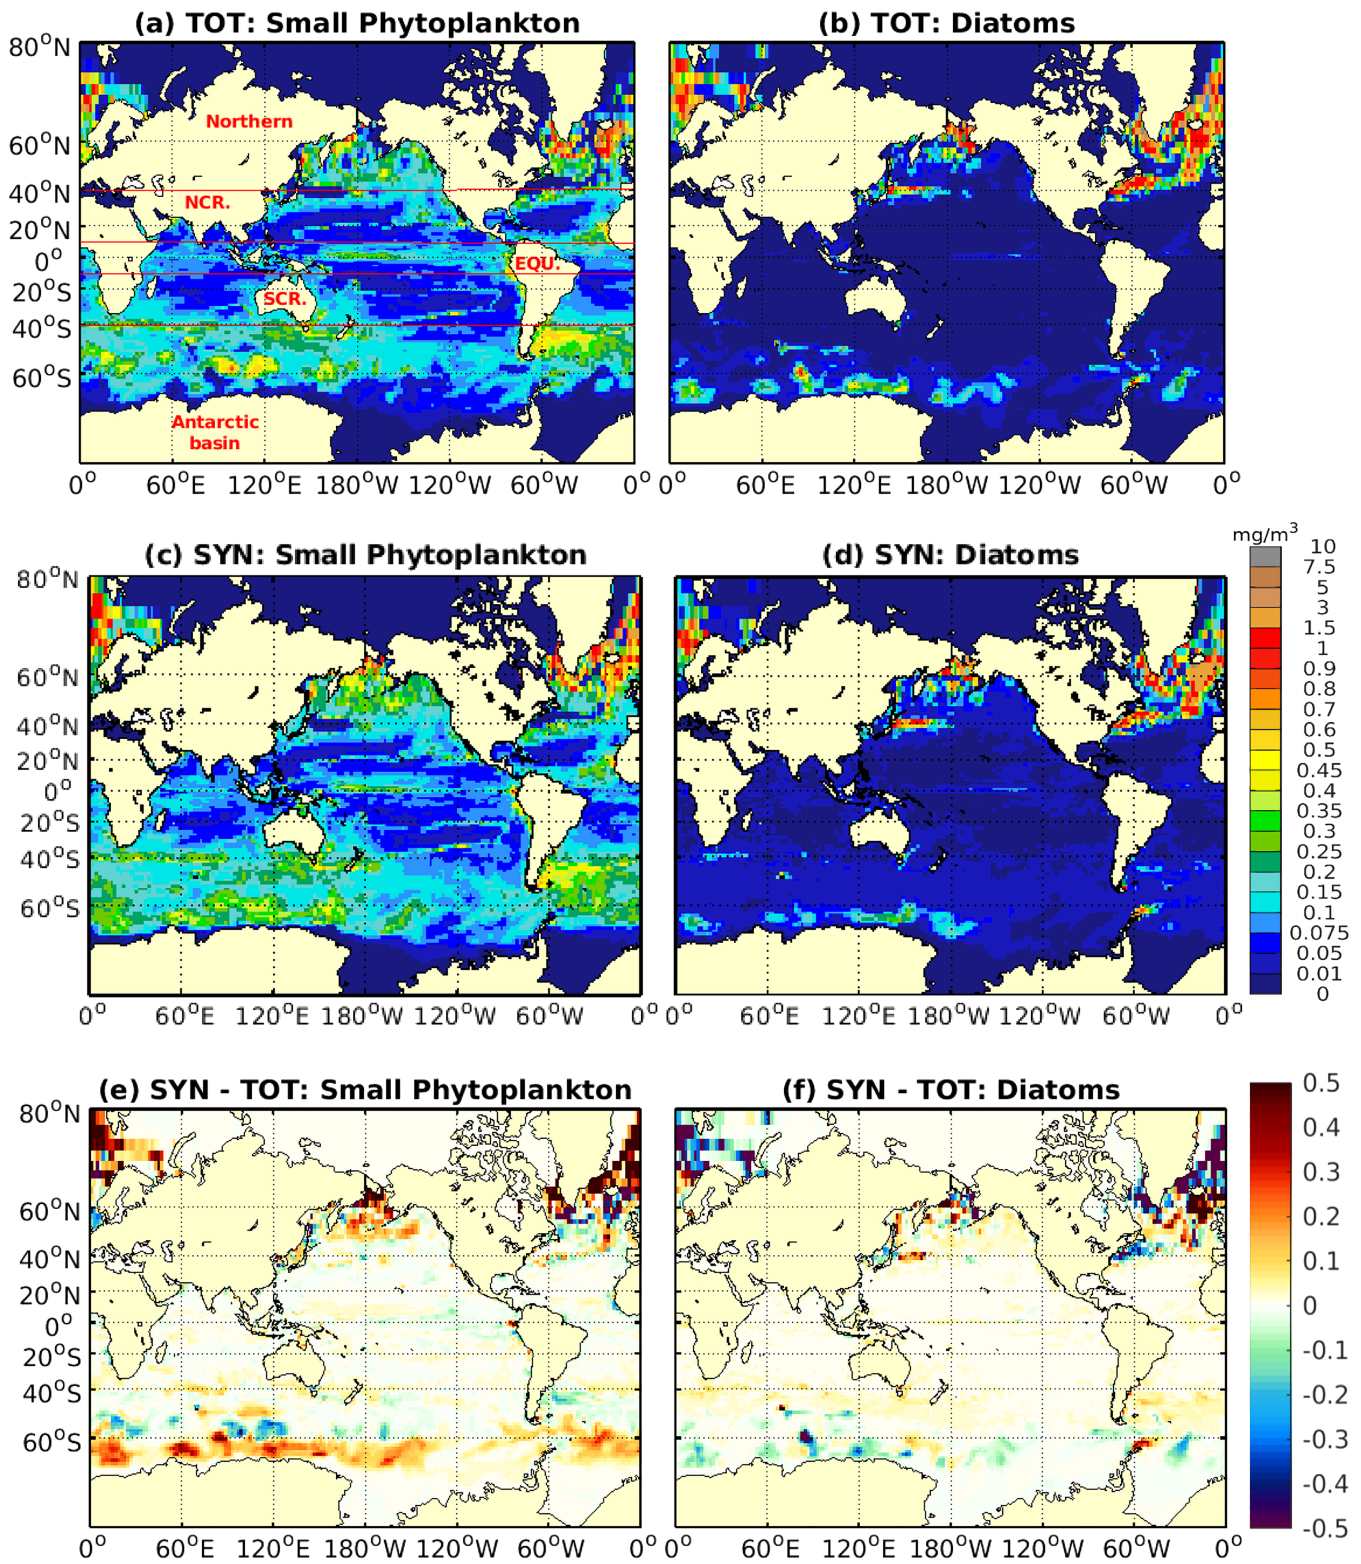 (a) TOT: Small Phytoplankton
(b) TOT: Diatoms
80°N
60°N
40°N
20°N
0°
20°S
40°S
60°S
Northern
NCR.
EQU.
SCR.
Antarctic
basin
0° 60°E 120°E 180°W 120°W 60°W 0°
0° 60°E 120°E 180°W 120°W 60°W 0°
(c) SYN: Small Phytoplankton
(d) SYN: Diatoms
80°N
60°N
40°N
20°N
0°
20°S
40°S
60°S
0° 60°E 120°E 180°W 120°W 60°W 0°
0° 60°E 120°E 180°W 120°W 60°W 0°
mg/m³
10
7.5
5
3
1.5
1
0.9
0.8
0.7
0.6
0.5
0.45
0.4
0.35
0.3
0.25
0.2
0.15
0.1
0.075
0.05
0.01
0
(e) SYN - TOT: Small Phytoplankton
(f) SYN - TOT: Diatoms
80°N
60°N
40°N
20°N
0°
20°S
40°S
60°S
0° 60°E 120°E 180°W 120°W 60°W 0°
0° 60°E 120°E 180°W 120°W 60°W 0°
0.5
0.4
0.3
0.2
0.1
0
-0.1
-0.2
-0.3
-0.4
-0.5